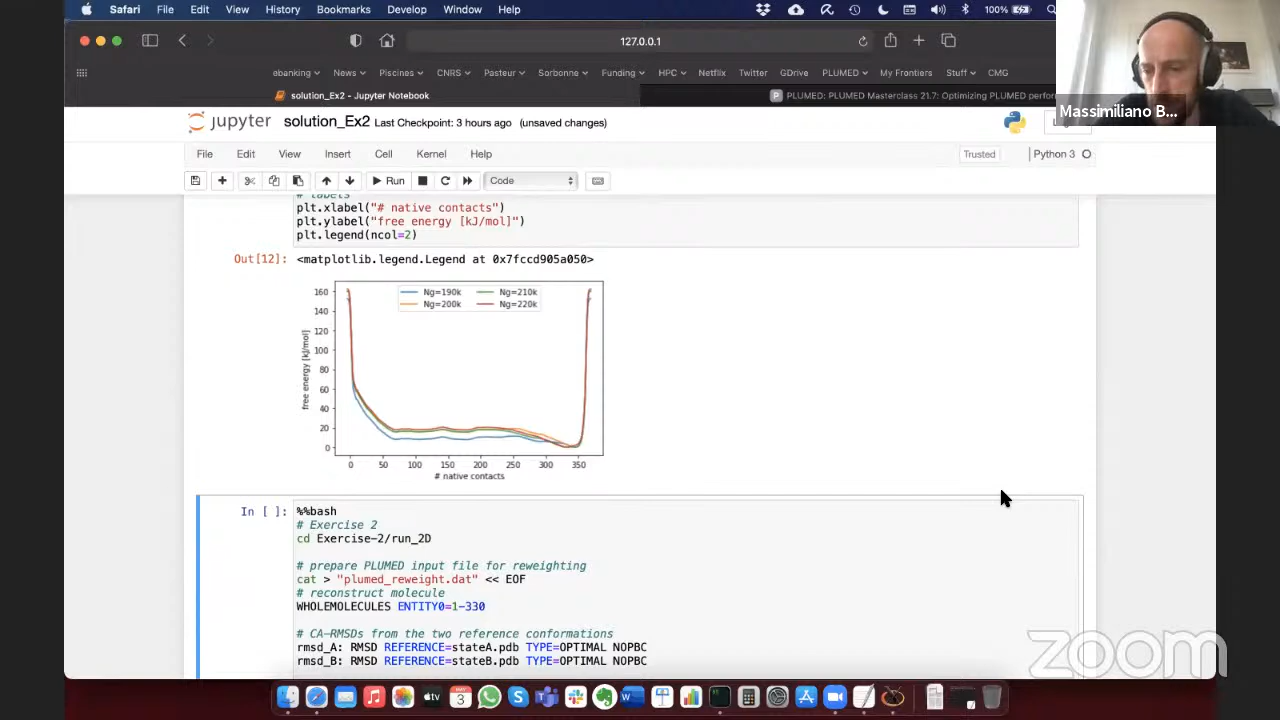 Safari File Edit View History Bookmarks Develop Window Help 100%
127.0.0.1
ebanking News Piscines CNRS Pasteur Sorbonne Funding HPC Netflix Twitter GDrive PLUMED My Frontiers Stuff CMG
solution_Ex2 - Jupyter Notebook
P PLUMED: PLUMED Masterclass 21.7: Optimizing PLUMED perfor
Massimiliano B...
jupyter solution_Ex2 Last Checkpoint: 3 hours ago (unsaved changes)
File Edit View Insert Cell Kernel Help Trusted Python 3
Run Code
# labels
plt.xlabel("# native contacts")
plt.ylabel("free energy [kJ/mol]")
plt.legend(ncol=2)
Out[12]: <matplotlib.legend.Legend at 0x7fccd905a050>
Ng=190k Ng=210k
Ng=200k Ng=220k
160
140
120
100
80
60
40
20
0
free energy [kJ/mol]
0 50 100 150 200 250 300 350
# native contacts
In [ ]: %%bash
# Exercise 2
cd Exercise-2/run_2D
# prepare PLUMED input file for reweighting
cat > "plumed_reweight.dat" << EOF
# reconstruct molecule
WHOLEMOLECULES ENTITY0=1-330
# CA-RMSDs from the two reference conformations
rmsd_A: RMSD REFERENCE=stateA.pdb TYPE=OPTIMAL NOPBC
rmsd_B: RMSD REFERENCE=stateB.pdb TYPE=OPTIMAL NOPBC
zoom